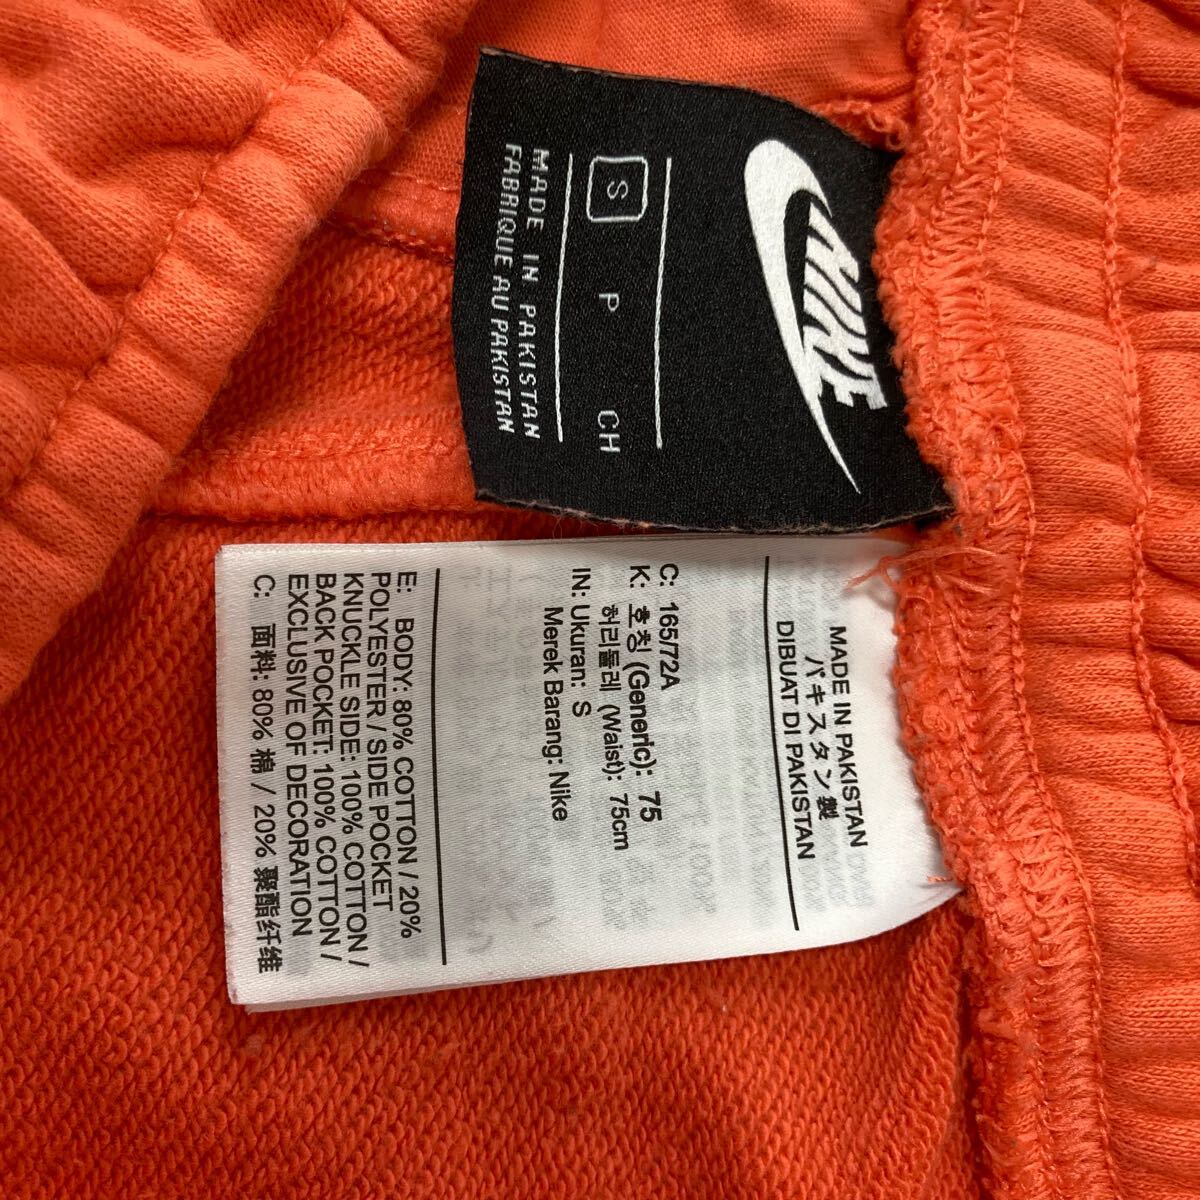 NIKE
S P CH
MADE IN PAKISTAN
FABRIQUE AU PAKISTAN
MADE IN PAKISTAN
パキスタン製
DIBUAT DI PAKISTAN
C: 165/72A
K: 호칭 (Generic): 75
허리둘레 (Waist): 75cm
IN: Ukuran: S
Merek Barang: Nike
E: BODY: 80% COTTON / 20%
POLYESTER / SIDE POCKET
KNUCKLE SIDE: 100% COTTON /
BACK POCKET: 100% COTTON /
EXCLUSIVE OF DECORATION
C: 面料: 80% 棉 / 20% 聚酯纤维